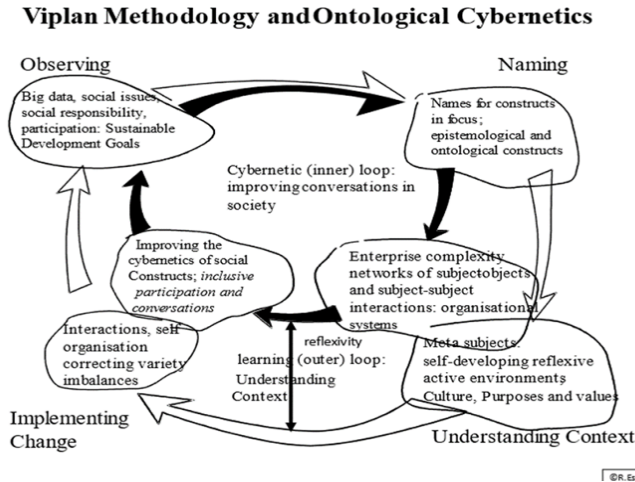 Viplan Methodology and Ontological Cybernetics
Observing
Naming
Big data, social issues,
social responsibility,
participation: Sustainable
Development Goals
Names for constructs
in focus;
epistemological and
ontological constructs
Cybernetic (inner) loop:
improving conversations in
society
Improving the
cybernetics of social
Constructs; inclusive
participation and
conversations
Enterprise complexity
networks of subjectobjects
and subject-subject
interactions: organisational
systems
Interactions, self
organisation
correcting variety
imbalances
reflexivity
learning (outer) loop:
Understanding
Context
Meta subjects:
self-developing reflexive
active environments
Culture, Purposes and values
Implementing
Change
Understanding Context
©R.Es